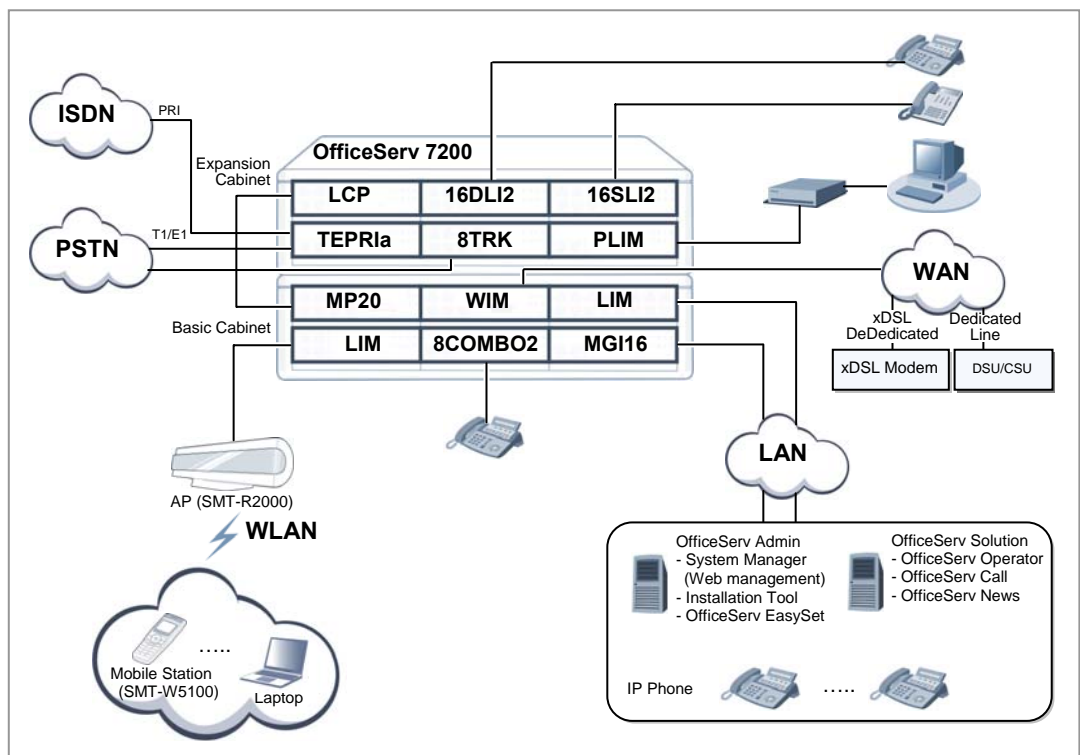 ISDN
PRI
OfficeServ 7200
Expansion
Cabinet
LCP
16DLI2
16SLI2
TEPRIa
8TRK
PLIM
T1/E1
PSTN
WAN
MP20
WIM
LIM
Basic Cabinet
LIM
8COMBO2
MGI16
xDSL
DeDedicated
Dedicated
Line
xDSL Modem
DSU/CSU
LAN
AP (SMT-R2000)
WLAN
OfficeServ Admin
- System Manager
(Web management)
- Installation Tool
- OfficeServ EasySet
OfficeServ Solution
- OfficeServ Operator
- OfficeServ Call
- OfficeServ News
…..
Mobile Station
(SMT-W5100)
Laptop
IP Phone
…..